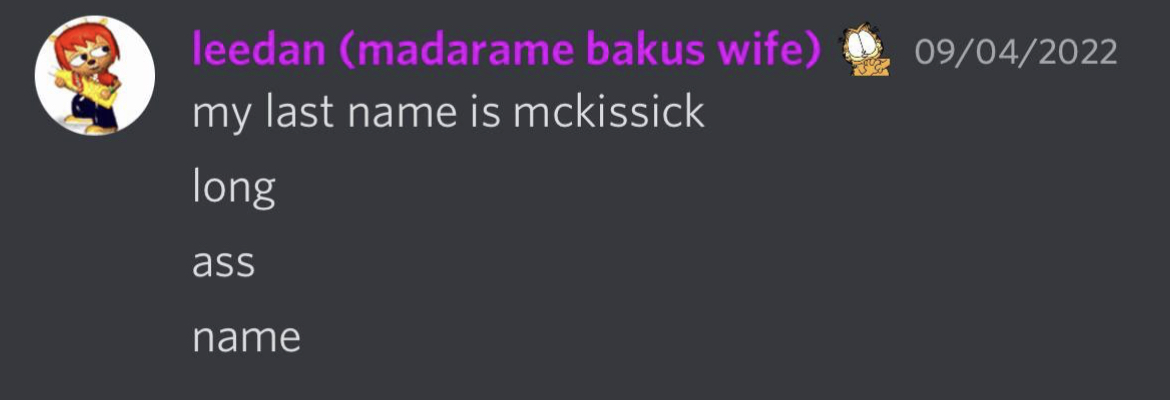 leedan (madarame bakus wife) 09/04/2022
my last name is mckissick
long
ass
name